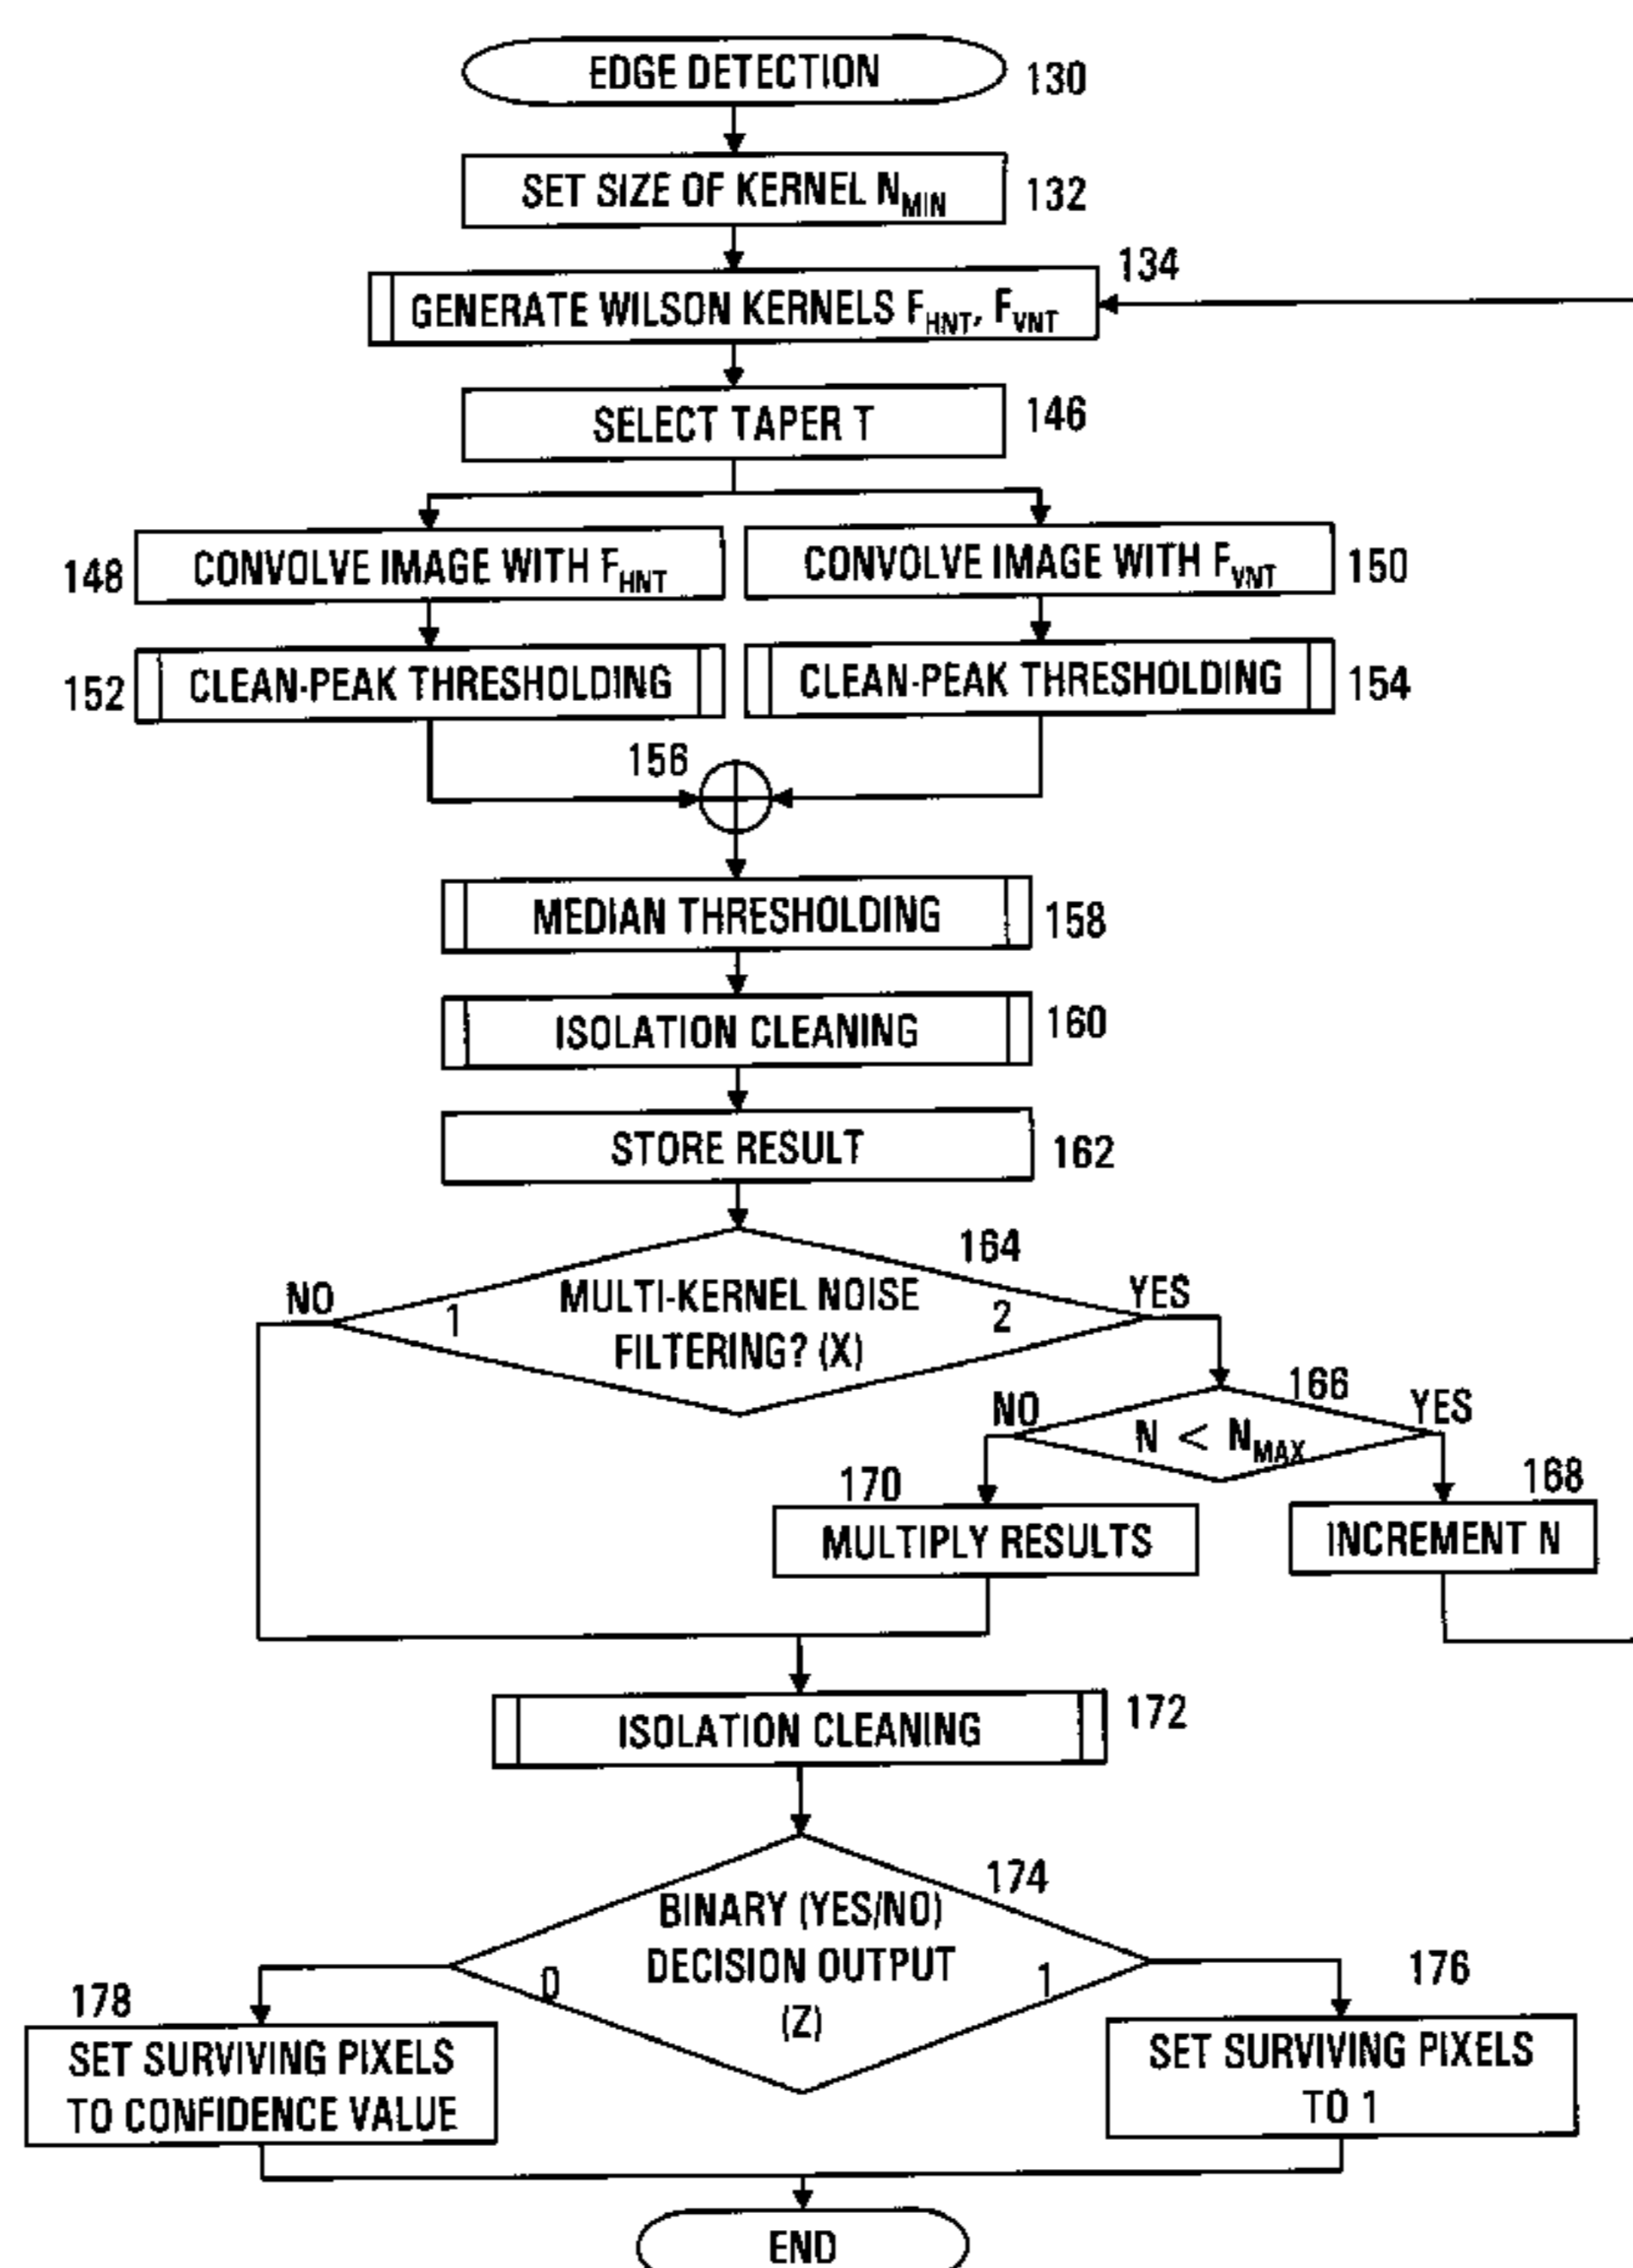 EDGE DETECTION 130
SET SIZE OF KERNEL N_MIN 132
134
GENERATE WILSON KERNELS F_HNT, F_VNT
SELECT TAPER T 146
148 CONVOLVE IMAGE WITH F_HNT
CONVOLVE IMAGE WITH F_VNT 150
152 CLEAN-PEAK THRESHOLDING
CLEAN-PEAK THRESHOLDING 154
156
MEDIAN THRESHOLDING 158
ISOLATION CLEANING 160
STORE RESULT 162
164
NO 1 MULTI-KERNEL NOISE 2 YES
FILTERING? (X)
166
NO N < N_MAX YES
170 168
MULTIPLY RESULTS INCREMENT N
ISOLATION CLEANING 172
174
BINARY (YES/NO)
0 DECISION OUTPUT 1
(Z)
178 176
SET SURVIVING PIXELS
TO CONFIDENCE VALUE
SET SURVIVING PIXELS
TO 1
END